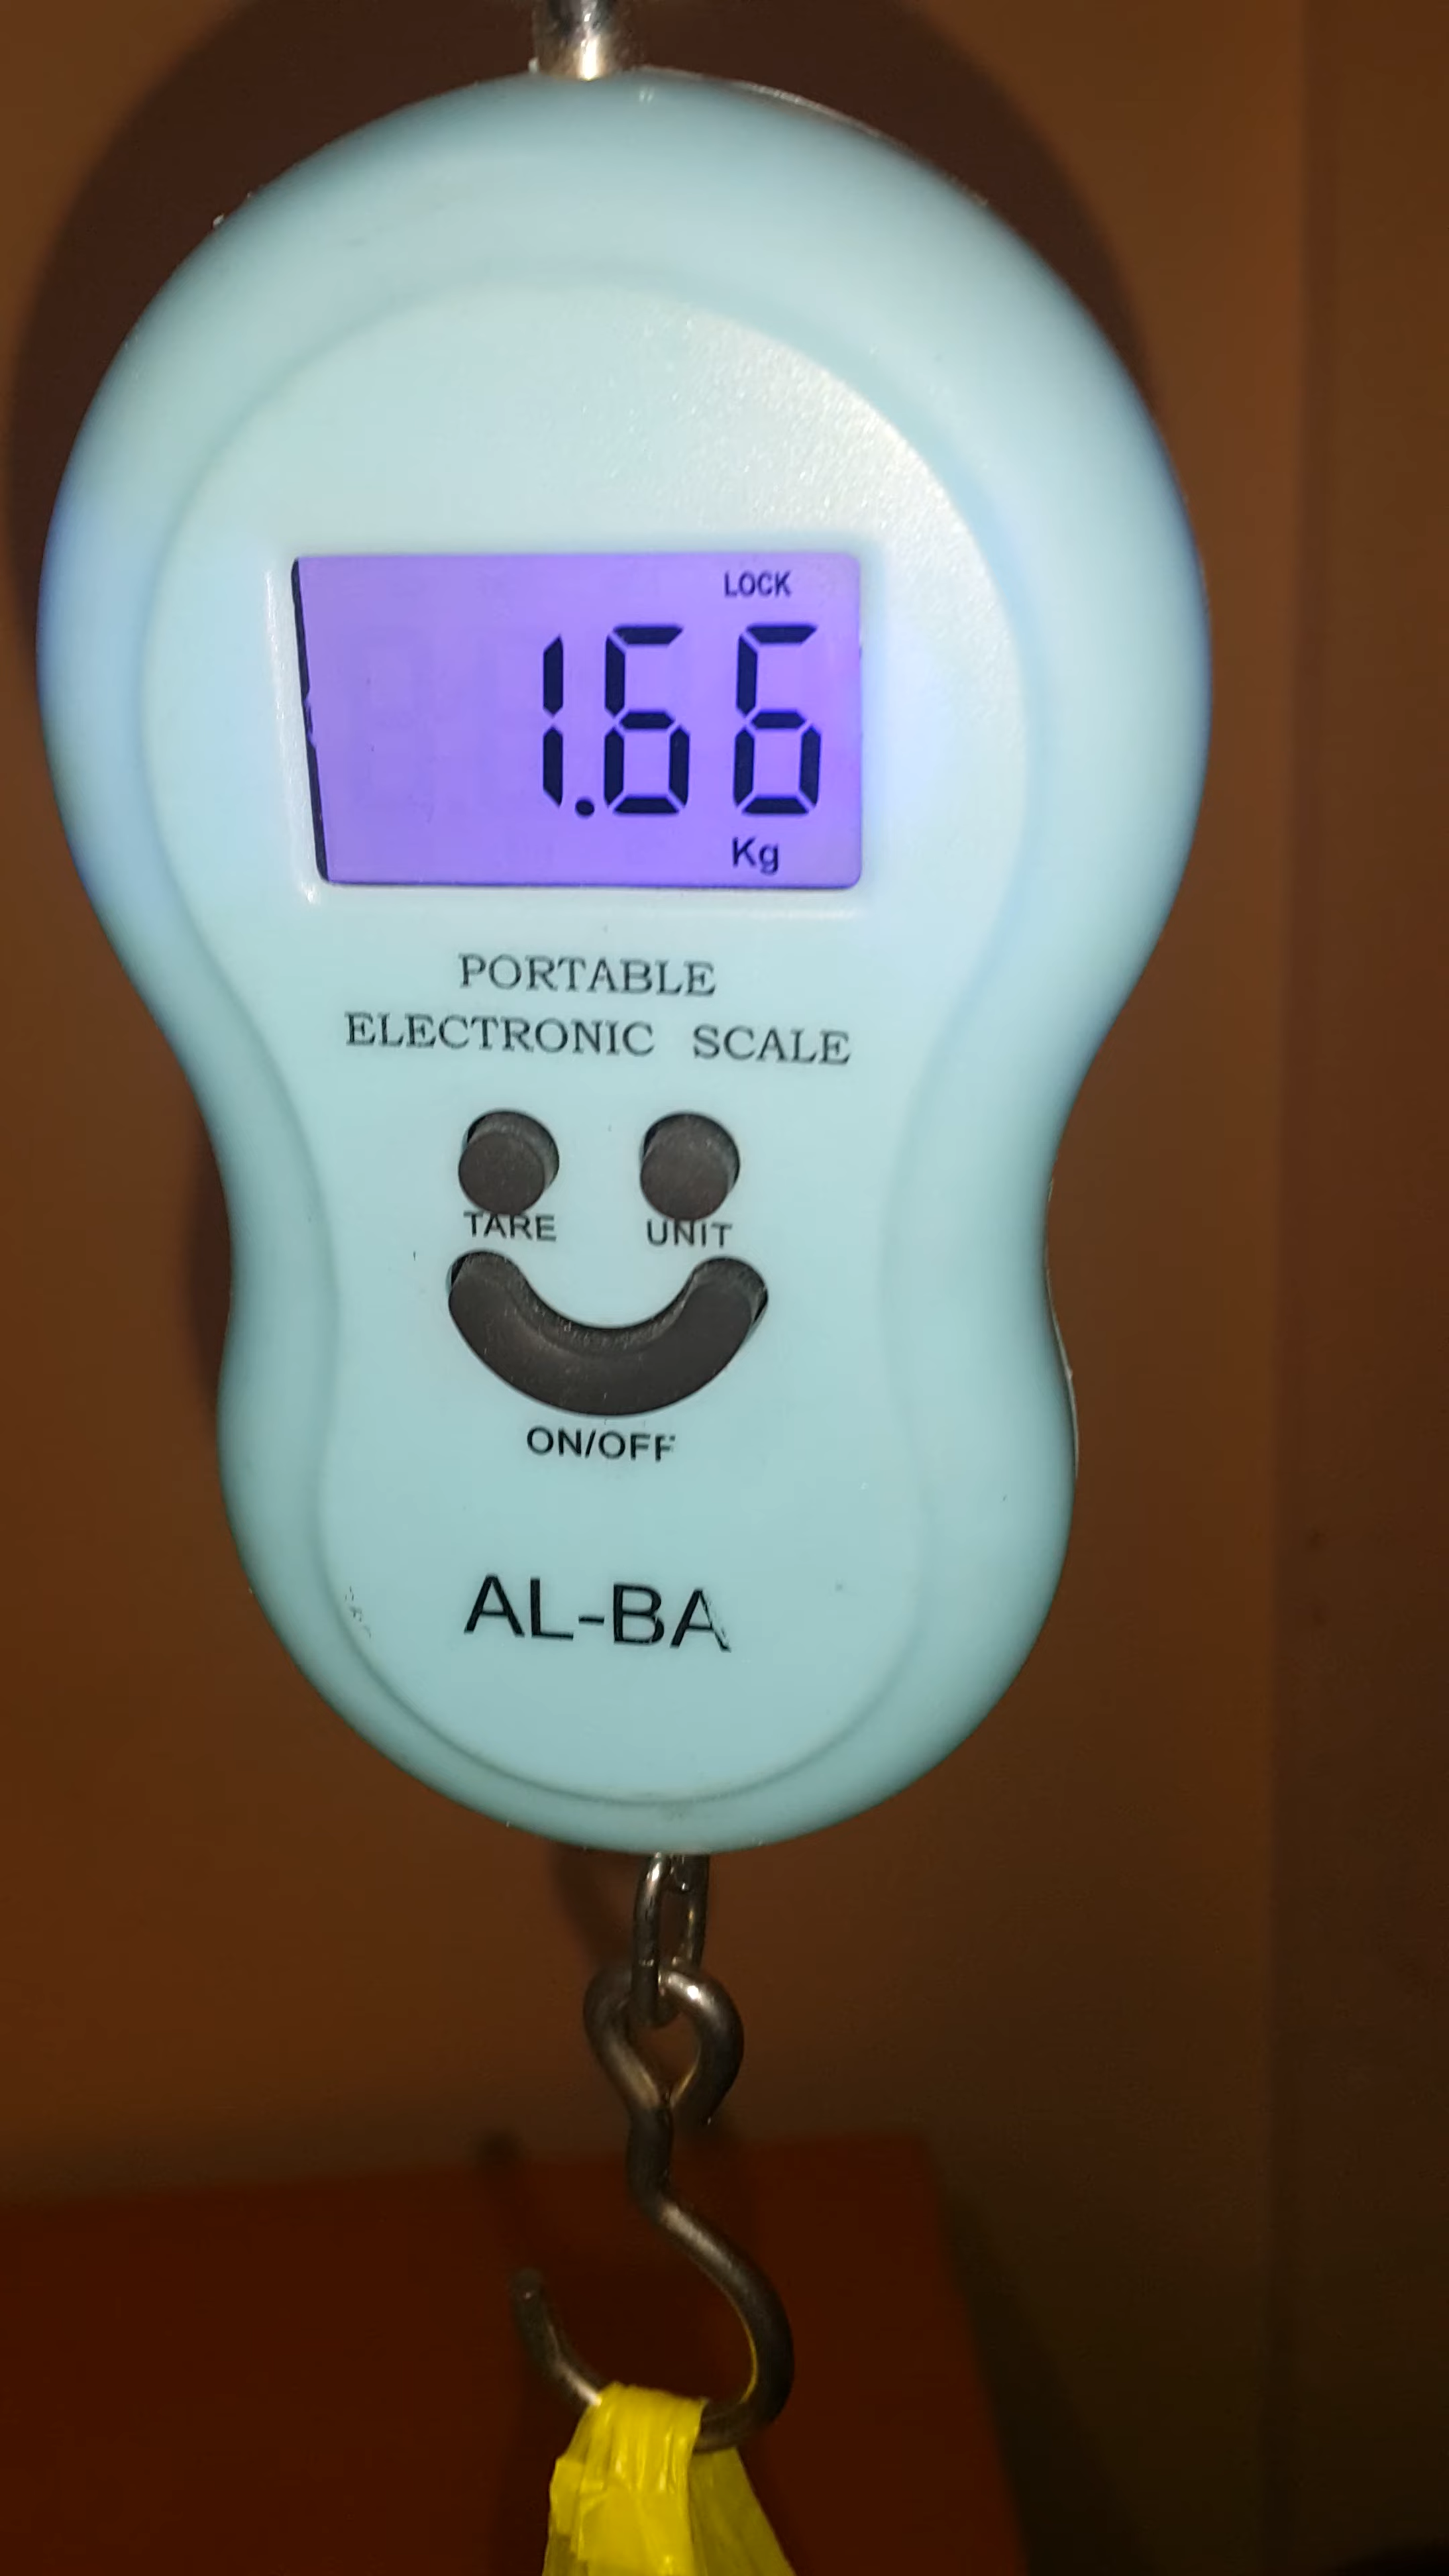 LOCK
1.66
Kg
PORTABLE
ELECTRONIC SCALE
TARE UNIT
ON/OFF
AL-BA